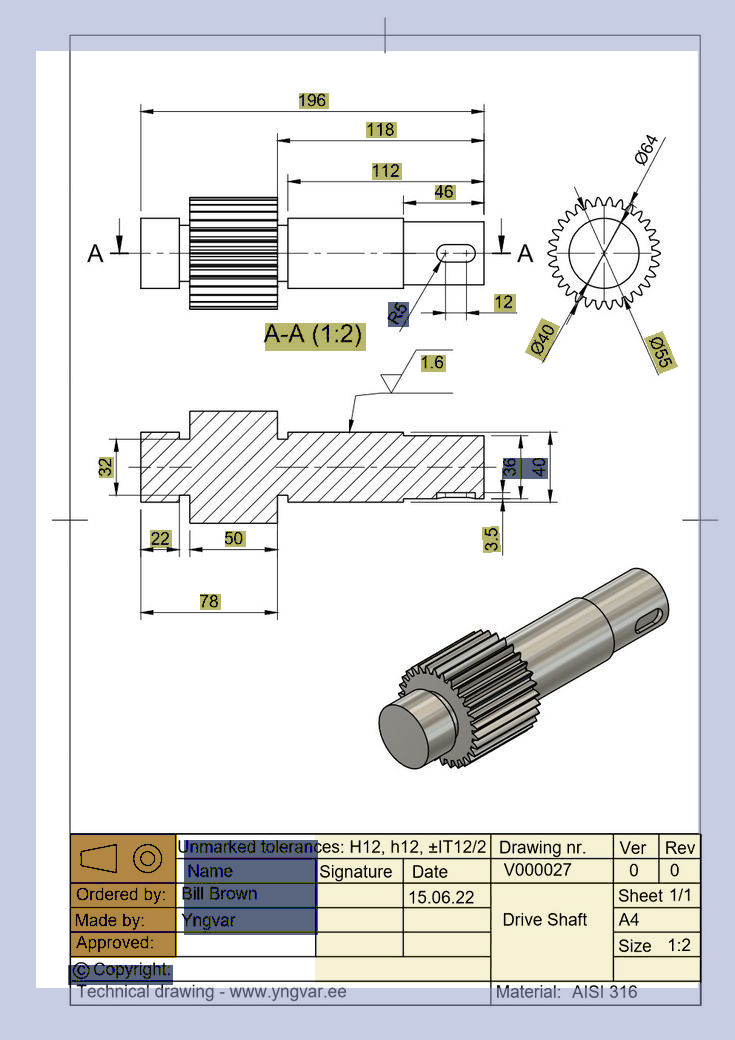 196
118
112
46
Ø64
A
A
R5
12
A-A (1:2)
Ø40
Ø55
1.6
32
36
40
22
50
3.5
78
Unmarked tolerances: H12, h12, ±IT12/2
Drawing nr.
Ver
Rev
Name
Signature
Date
V000027
0
0
Ordered by:
Bill Brown
15.06.22
Sheet 1/1
Made by:
Yngvar
Drive Shaft
A4
Approved:
Size 1:2
© Copyright:
Technical drawing - www.yngvar.ee
Material: AISI 316